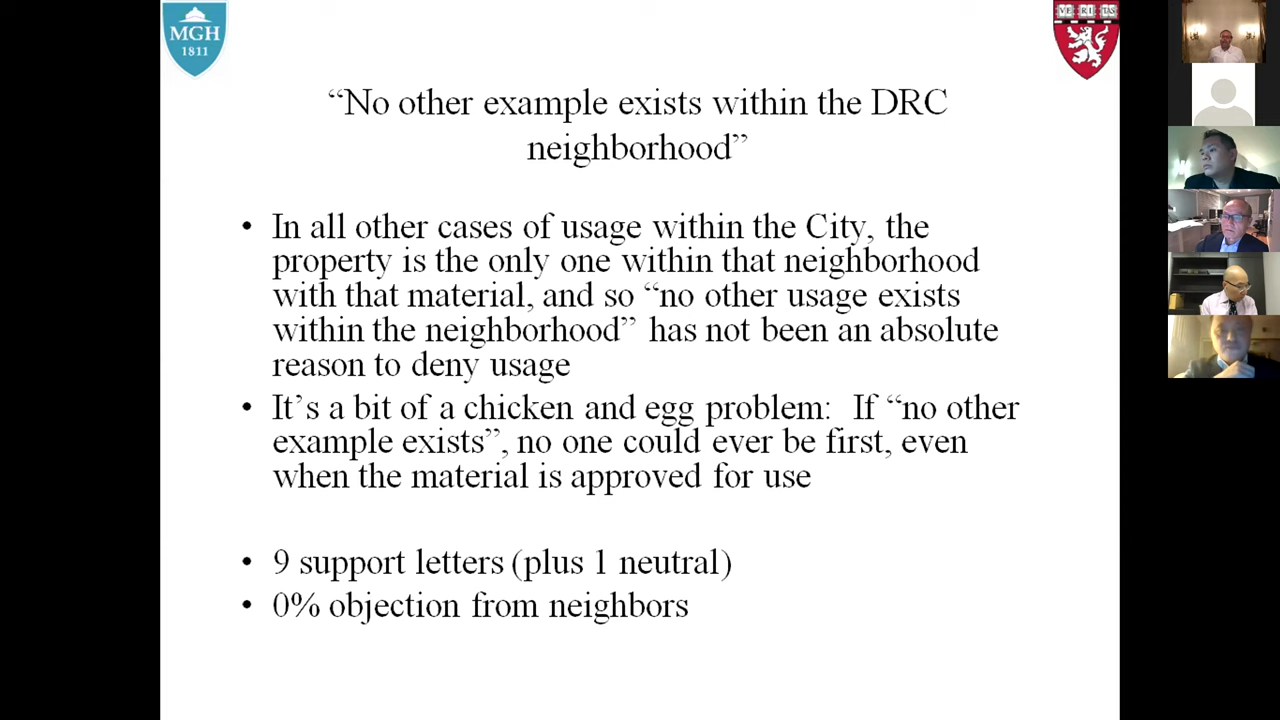 MGH
1811
VE RI TAS
“No other example exists within the DRC
neighborhood”
• In all other cases of usage within the City, the
property is the only one within that neighborhood
with that material, and so “no other usage exists
within the neighborhood” has not been an absolute
reason to deny usage
• It’s a bit of a chicken and egg problem:  If “no other
example exists”, no one could ever be first, even
when the material is approved for use
• 9 support letters (plus 1 neutral)
• 0% objection from neighbors